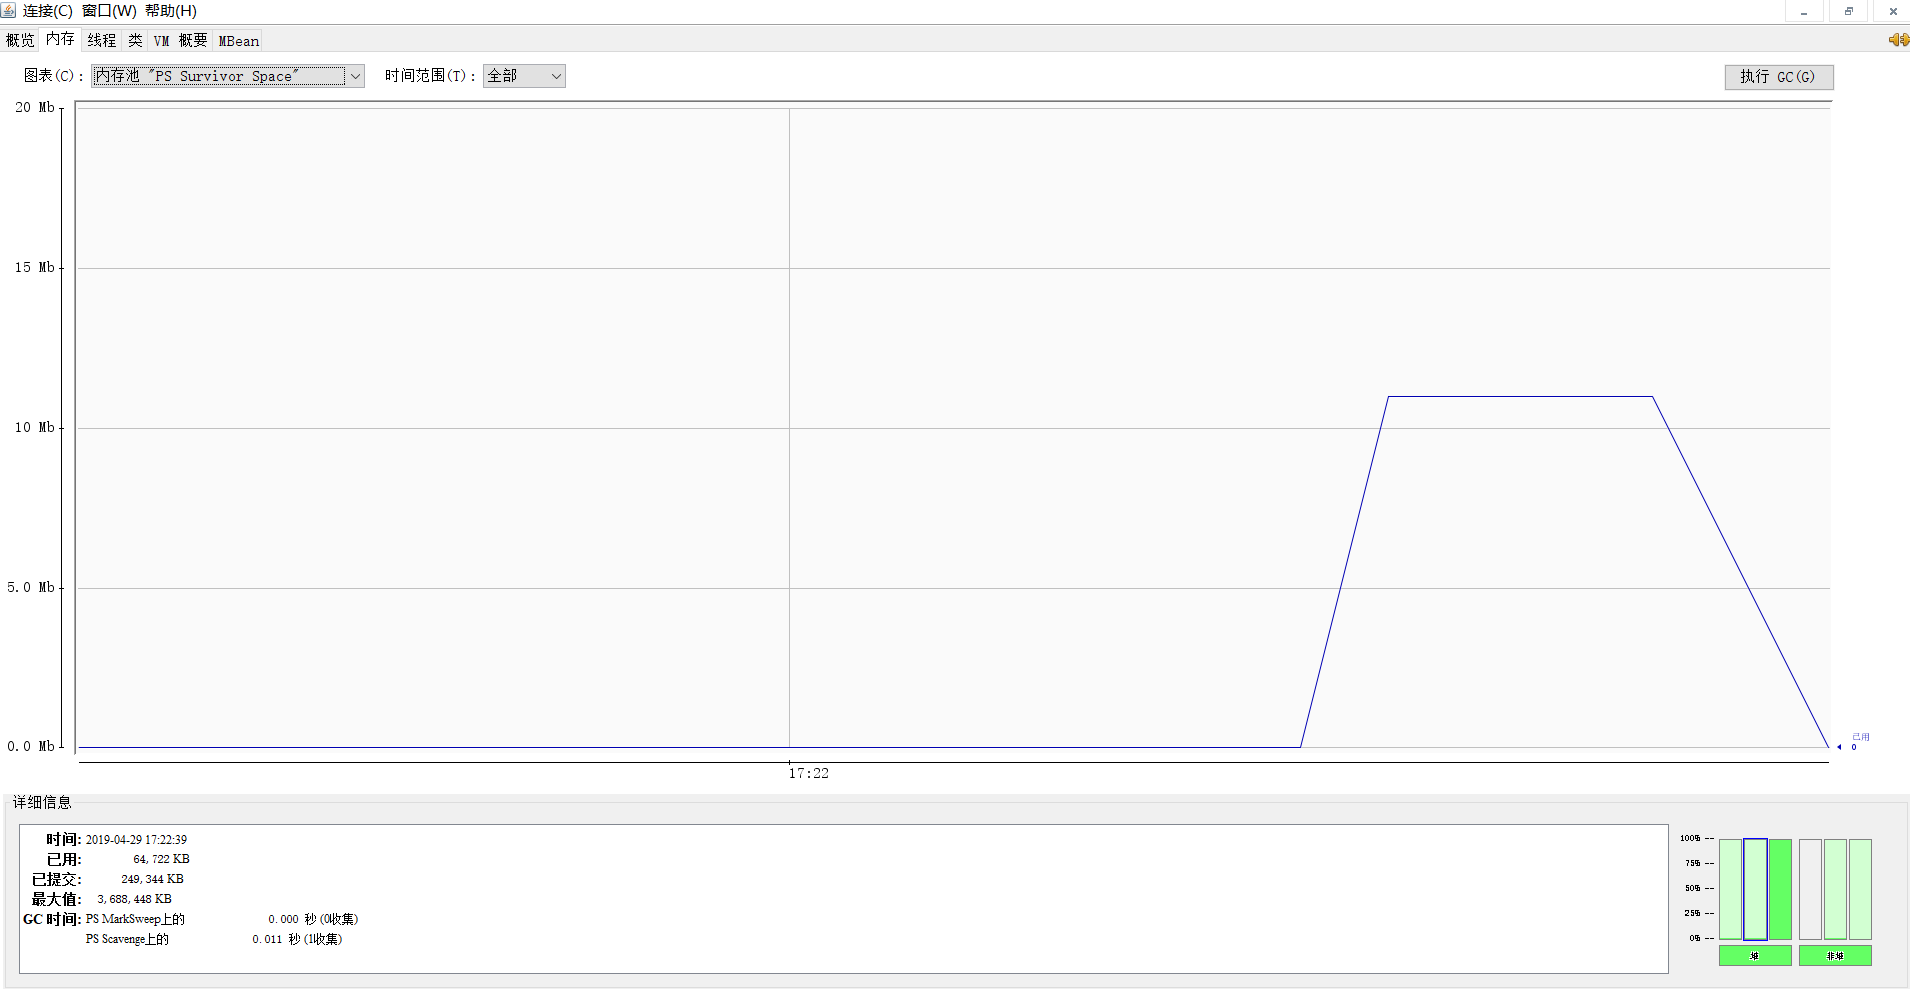 连接(C) 窗口(W) 帮助(H)
概览 内存 线程 类 VM 概要 MBean
图表(C): 内存池 "PS Survivor Space" 时间范围(T): 全部 执行 GC(G)
20 Mb
15 Mb
10 Mb
5.0 Mb
0.0 Mb
已用
0
17:22
详细信息
时间: 2019-04-29 17:22:39
已用: 64,722 KB
已提交: 249,344 KB
最大值: 3,688,448 KB
GC 时间: PS MarkSweep上的 0.000 秒 (0收集)
PS Scavenge上的 0.011 秒 (1收集)
100% --
75% --
50% --
25% --
0% --
堆 非堆